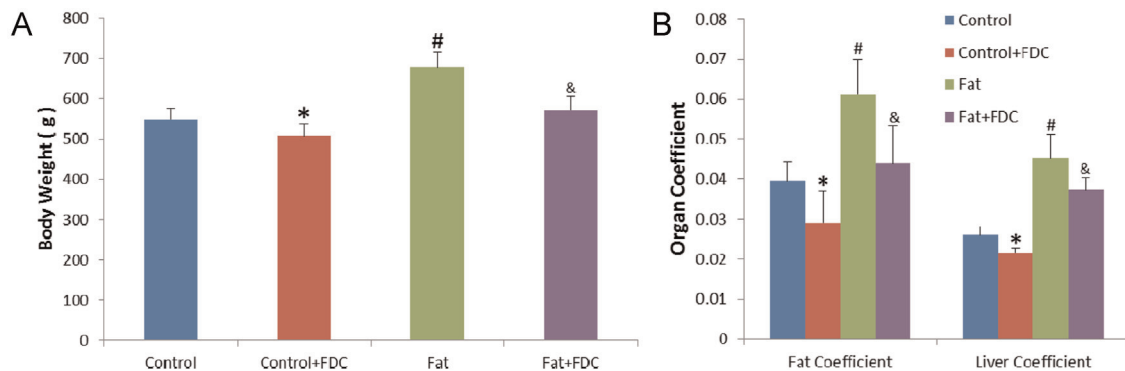 A
Body Weight ( g )
800
700
600
500
400
300
200
100
0
*
#
&
Control
Control+FDC
Fat
Fat+FDC
B
Organ Coefficient
0.08
0.07
0.06
0.05
0.04
0.03
0.02
0.01
0
Control
Control+FDC
Fat
Fat+FDC
*
#
&
*
#
&
Fat Coefficient
Liver Coefficient